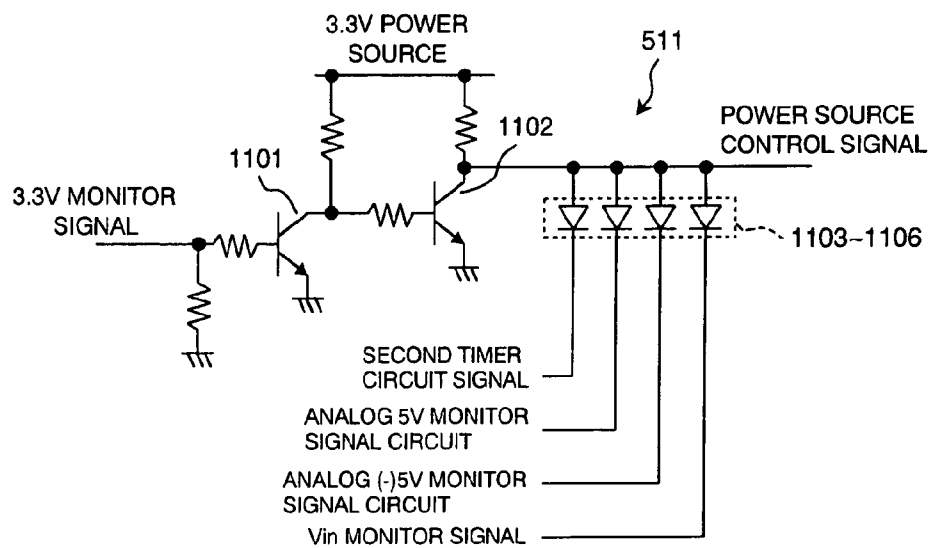 3.3V POWER
SOURCE
511
1102
POWER SOURCE
CONTROL SIGNAL
1101
3.3V MONITOR
SIGNAL
1103~1106
SECOND TIMER
CIRCUIT SIGNAL
ANALOG 5V MONITOR
SIGNAL CIRCUIT
ANALOG (-)5V MONITOR
SIGNAL CIRCUIT
Vin MONITOR SIGNAL